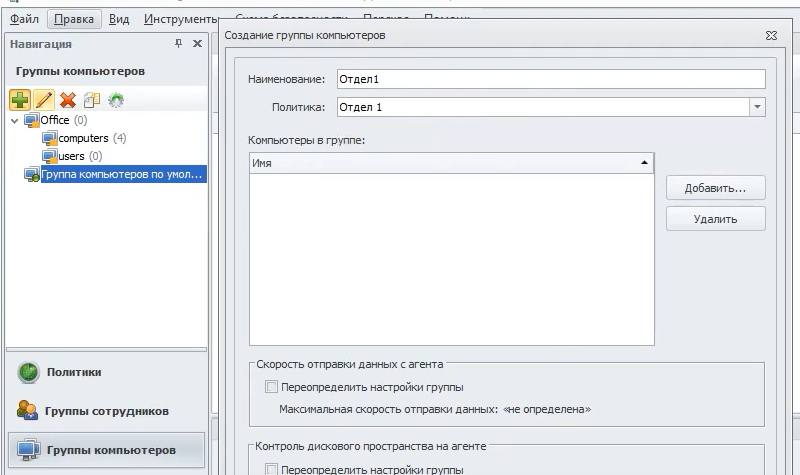 Файл Правка Вид Инструменты Схема безопасности
Навигация
Группы компьютеров
Office (0)
computers (4)
users (0)
Группа компьютеров по умол...
Политики
Группы сотрудников
Группы компьютеров
Создание группы компьютеров
Наименование: Отдел1
Политика: Отдел 1
Компьютеры в группе:
Имя
Добавить...
Удалить
Скорость отправки данных с агента
Переопределить настройки группы
Максимальная скорость отправки данных: «не определена»
Контроль дискового пространства на агенте
Переопределить настройки группы